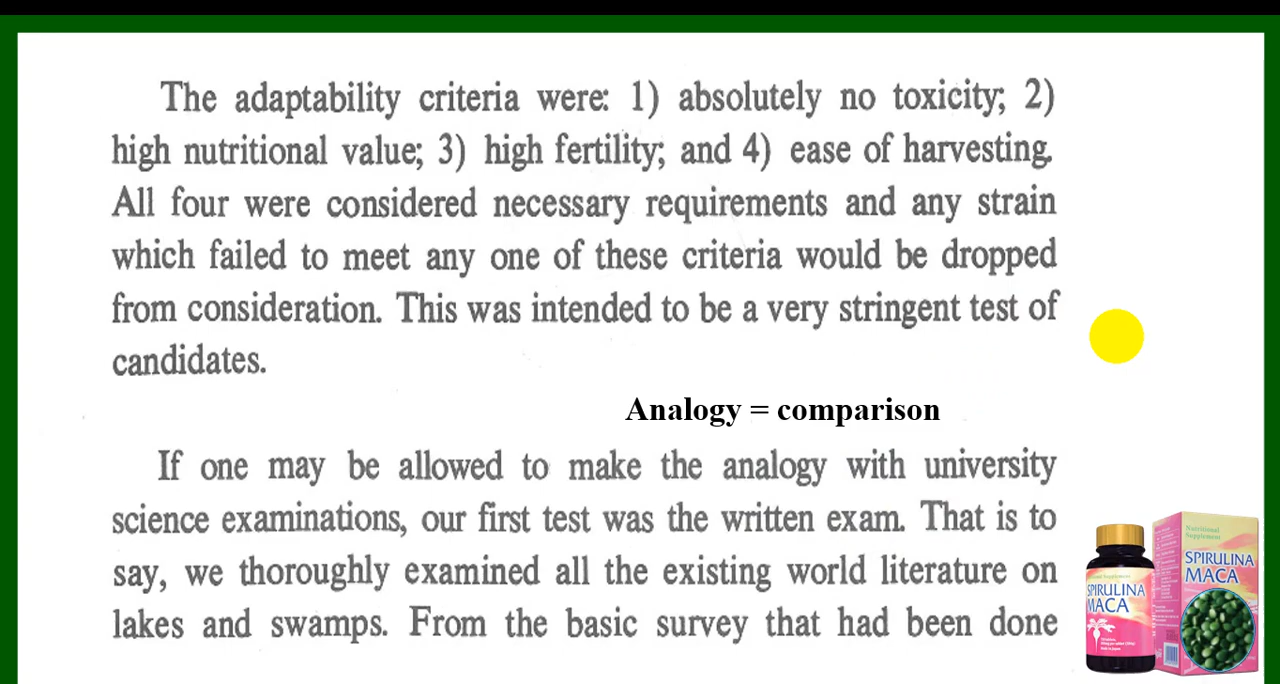 The adaptability criteria were: 1) absolutely no toxicity; 2)
high nutritional value; 3) high fertility; and 4) ease of harvesting.
All four were considered necessary requirements and any strain
which failed to meet any one of these criteria would be dropped
from consideration. This was intended to be a very stringent test of
candidates.
Analogy = comparison
If one may be allowed to make the analogy with university
science examinations, our first test was the written exam. That is to
say, we thoroughly examined all the existing world literature on
lakes and swamps. From the basic survey that had been done
SPIRULINA
MACA
Nutritional
Supplement
SPIRULINA
MACA